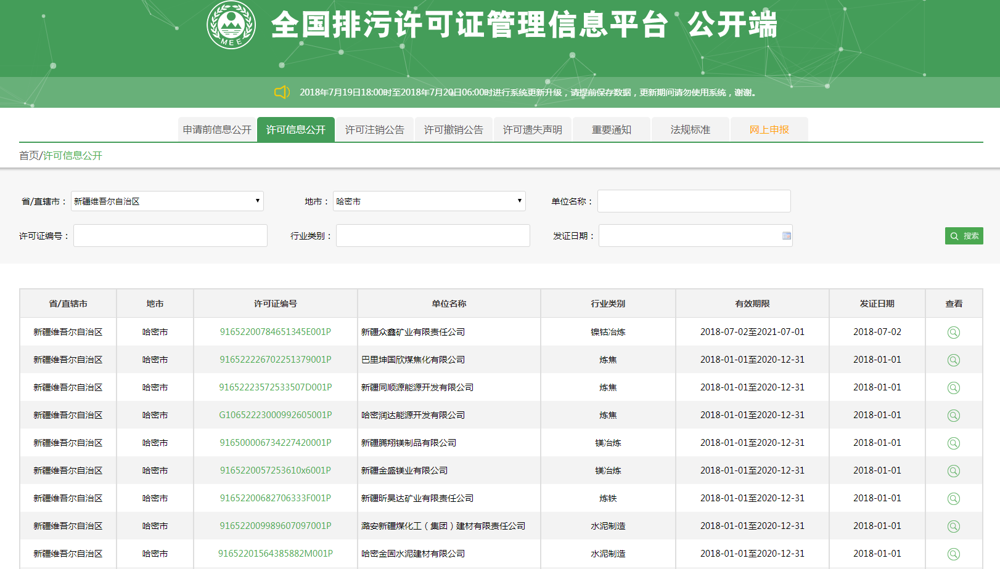 MEE
全国排污许可证管理信息平台 公开端
2018年7月19日18:00时至2018年7月20日06:00时进行系统更新升级，请提前保存数据，更新期间请勿使用系统，谢谢。
申请前信息公开 许可信息公开 许可注销公告 许可撤销公告 许可遗失声明 重要通知 法规标准 网上申报
首页/许可信息公开
省/直辖市： 新疆维吾尔自治区 地市： 哈密市 单位名称：
许可证编号： 行业类别： 发证日期： 搜索
省/直辖市 地市 许可证编号 单位名称 行业类别 有效期限 发证日期 查看
新疆维吾尔自治区 哈密市 91652200784651345E001P 新疆众鑫矿业有限责任公司 镍钴冶炼 2018-07-02至2021-07-01 2018-07-02
新疆维吾尔自治区 哈密市 916522226702251379001P 巴里坤国欣煤焦化有限公司 炼焦 2018-01-01至2020-12-31 2018-01-01
新疆维吾尔自治区 哈密市 91652223572533507D001P 新疆同顺源能源开发有限公司 炼焦 2018-01-01至2020-12-31 2018-01-01
新疆维吾尔自治区 哈密市 G10652223000992605001P 哈密润达能源开发有限公司 炼焦 2018-01-01至2020-12-31 2018-01-01
新疆维吾尔自治区 哈密市 916500006734227420001P 新疆腾翔镁制品有限公司 镁冶炼 2018-01-01至2020-12-31 2018-01-01
新疆维吾尔自治区 哈密市 9165220057253610x6001P 新疆金盛镁业有限公司 镁冶炼 2018-01-01至2020-12-31 2018-01-01
新疆维吾尔自治区 哈密市 91652200682706333F001P 新疆昕昊达矿业有限责任公司 炼铁 2018-01-01至2020-12-31 2018-01-01
新疆维吾尔自治区 哈密市 916522009989607097001P 潞安新疆煤化工（集团）建材有限责任公司 水泥制造 2018-01-01至2020-12-31 2018-01-01
新疆维吾尔自治区 哈密市 91652201564385882M001P 哈密金固水泥建材有限公司 水泥制造 2018-01-01至2020-12-31 2018-01-01